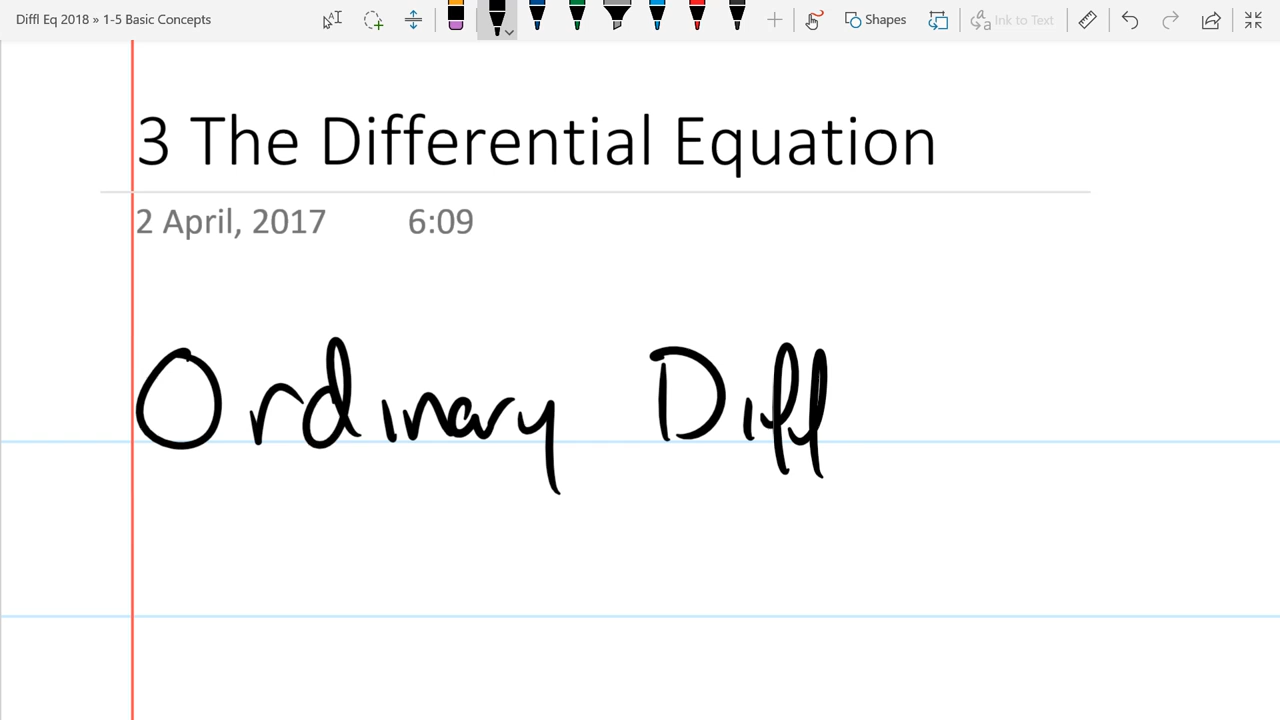 Diffl Eq 2018 » 1-5 Basic Concepts
Shapes
Ink to Text
3 The Differential Equation
2 April, 2017 6:09
Ordinary Diff